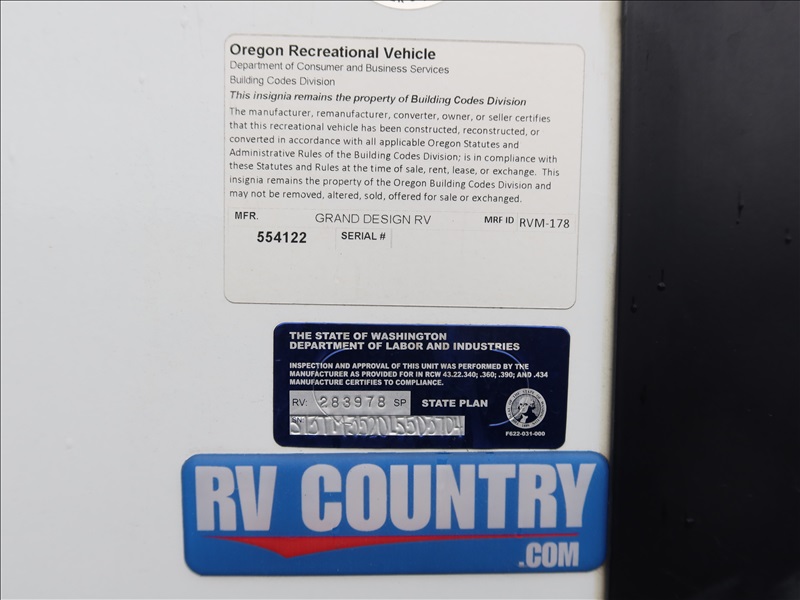 Oregon Recreational Vehicle
Department of Consumer and Business Services
Building Codes Division
This insignia remains the property of Building Codes Division
The manufacturer, remanufacturer, converter, owner, or seller certifies
that this recreational vehicle has been constructed, reconstructed, or
converted in accordance with all applicable Oregon Statutes and
Administrative Rules of the Building Codes Division; is in compliance with
these Statutes and Rules at the time of sale, rent, lease, or exchange. This
insignia remains the property of the Oregon Building Codes Division and
may not be removed, altered, sold, offered for sale or exchanged.
MFR. GRAND DESIGN RV MRF ID RVM-178
554122 SERIAL #
THE STATE OF WASHINGTON
DEPARTMENT OF LABOR AND INDUSTRIES
INSPECTION AND APPROVAL OF THIS UNIT WAS PERFORMED BY THE
MANUFACTURER AS PROVIDED FOR IN RCW 43.22.340; .360; .390; AND .434
MANUFACTURE CERTIFIES TO COMPLIANCE.
RV: 283978 SP STATE PLAN
F622-031-000
RV COUNTRY
.COM